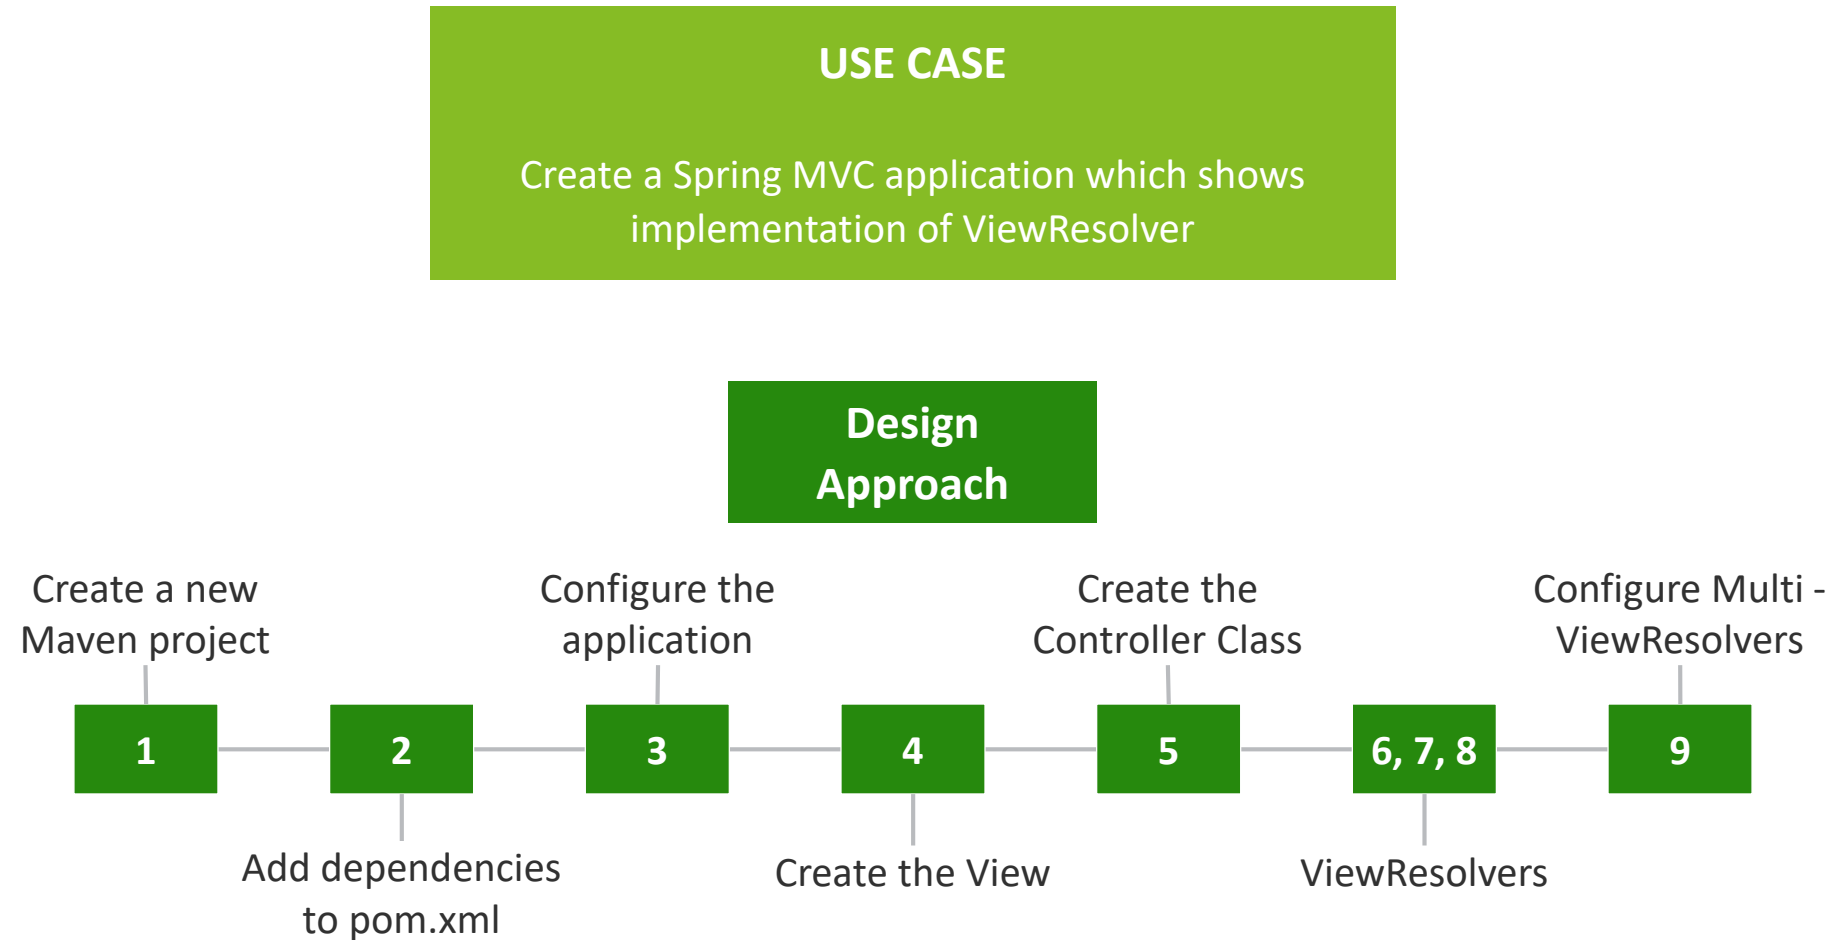 USE CASE
Create a Spring MVC application which shows
implementation of ViewResolver
Design
Approach
Create a new
Maven project
Configure the
application
Create the
Controller Class
Configure Multi -
ViewResolvers
1
2
3
4
5
6, 7, 8
9
Add dependencies
to pom.xml
Create the View
ViewResolvers